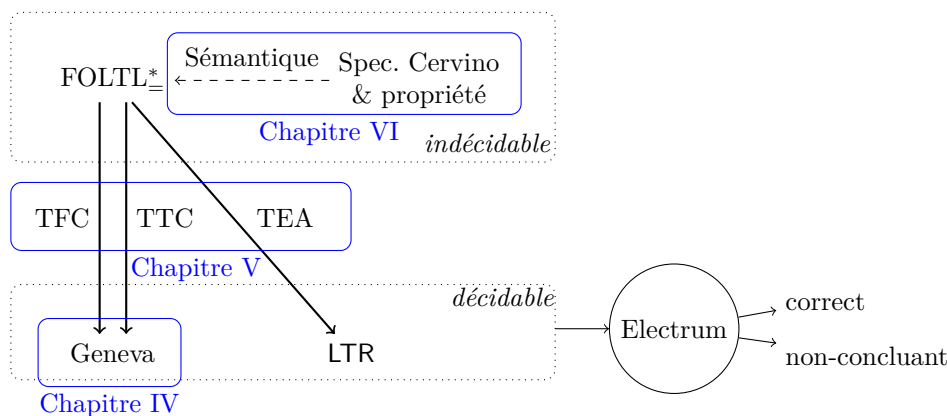 Sémantique
FOLTL*=
Spec. Cervino
& propriété
Chapitre VI
indécidable
TFC
TTC
TEA
Chapitre V
décidable
Geneva
LTR
Chapitre IV
Electrum
correct
non-concluant